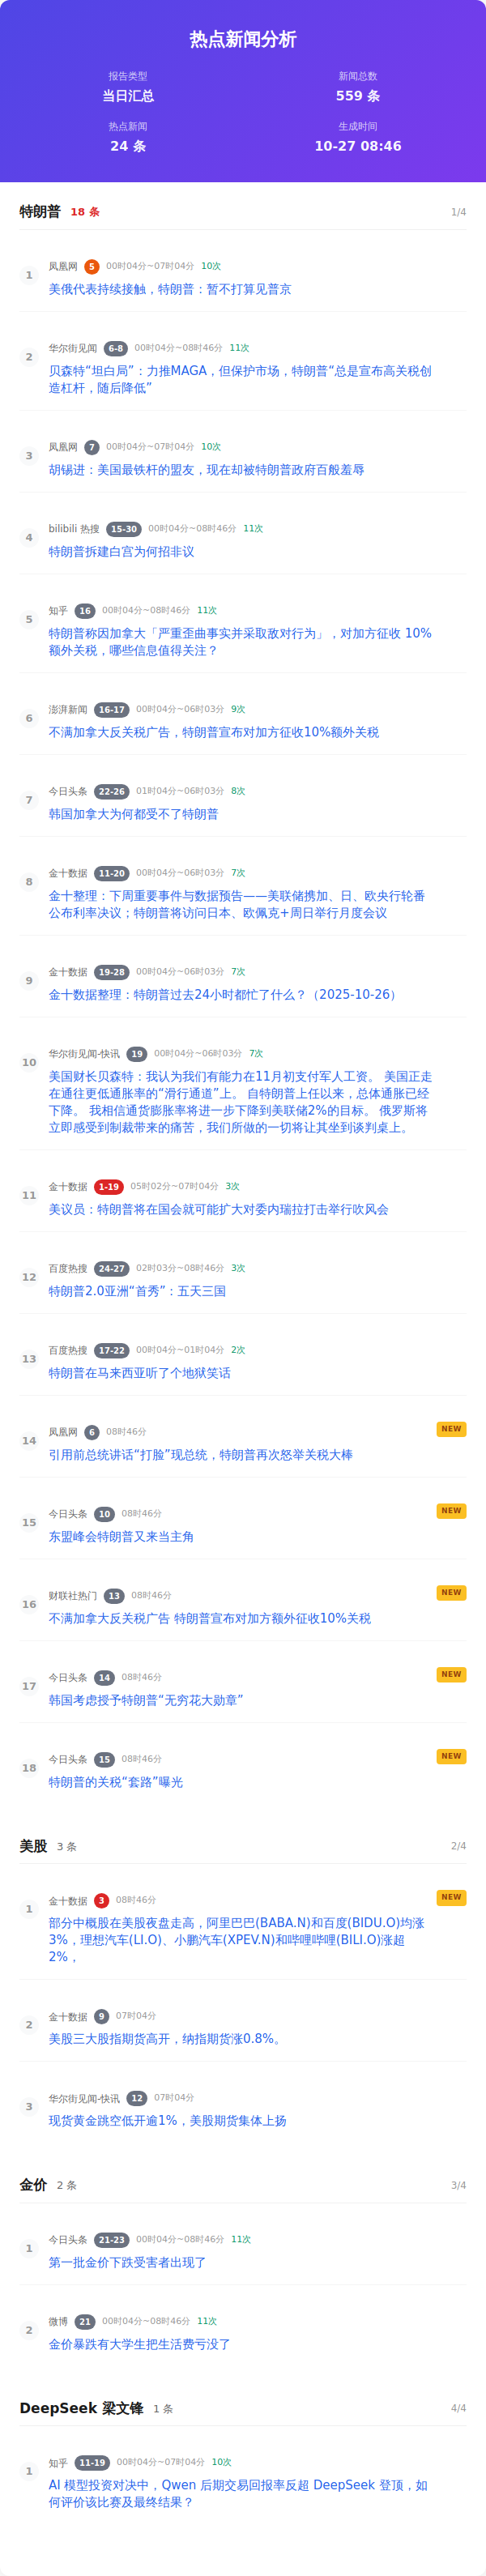 热点新闻分析
报告类型
新闻总数
当日汇总
559 条
热点新闻
生成时间
24 条
10-27 08:46
特朗普 18 条 1/4
1
凤凰网 5 00时04分~07时04分 10次
美俄代表持续接触，特朗普：暂不打算见普京
2
华尔街见闻 6-8 00时04分~08时46分 11次
贝森特“坦白局”：力推MAGA，但保护市场，特朗普“总是宣布高关税创
造杠杆，随后降低”
3
凤凰网 7 00时04分~07时04分 10次
胡锡进：美国最铁杆的盟友，现在却被特朗普政府百般羞辱
4
bilibili 热搜 15-30 00时04分~08时46分 11次
特朗普拆建白宫为何招非议
5
知乎 16 00时04分~08时46分 11次
特朗普称因加拿大「严重歪曲事实并采取敌对行为」，对加方征收 10%
额外关税，哪些信息值得关注？
6
澎湃新闻 16-17 00时04分~06时03分 9次
不满加拿大反关税广告，特朗普宣布对加方征收10%额外关税
7
今日头条 22-26 01时04分~06时03分 8次
韩国加拿大为何都受不了特朗普
8
金十数据 11-20 00时04分~06时03分 7次
金十整理：下周重要事件与数据预告——美联储携加、日、欧央行轮番
公布利率决议；特朗普将访问日本、欧佩克+周日举行月度会议
9
金十数据 19-28 00时04分~06时03分 7次
金十数据整理：特朗普过去24小时都忙了什么？（2025-10-26）
10
华尔街见闻-快讯 19 00时04分~06时03分 7次
美国财长贝森特：我认为我们有能力在11月初支付军人工资。 美国正走
在通往更低通胀率的“滑行通道”上。 自特朗普上任以来，总体通胀已经
下降。 我相信通货膨胀率将进一步下降到美联储2%的目标。 俄罗斯将
立即感受到制裁带来的痛苦，我们所做的一切将让其坐到谈判桌上。
11
金十数据 1-19 05时02分~07时04分 3次
美议员：特朗普将在国会就可能扩大对委内瑞拉打击举行吹风会
12
百度热搜 24-27 02时03分~08时46分 3次
特朗普2.0亚洲“首秀”：五天三国
13
百度热搜 17-22 00时04分~01时04分 2次
特朗普在马来西亚听了个地狱笑话
14
凤凰网 6 08时46分 NEW
引用前总统讲话“打脸”现总统，特朗普再次怒举关税大棒
15
今日头条 10 08时46分 NEW
东盟峰会特朗普又来当主角
16
财联社热门 13 08时46分 NEW
不满加拿大反关税广告 特朗普宣布对加方额外征收10%关税
17
今日头条 14 08时46分 NEW
韩国考虑授予特朗普“无穷花大勋章”
18
今日头条 15 08时46分 NEW
特朗普的关税“套路”曝光
美股 3 条 2/4
1
金十数据 3 08时46分 NEW
部分中概股在美股夜盘走高，阿里巴巴(BABA.N)和百度(BIDU.O)均涨
3%，理想汽车(LI.O)、小鹏汽车(XPEV.N)和哔哩哔哩(BILI.O)涨超
2%，
2
金十数据 9 07时04分
美股三大股指期货高开，纳指期货涨0.8%。
3
华尔街见闻-快讯 12 07时04分
现货黄金跳空低开逾1%，美股期货集体上扬
金价 2 条 3/4
1
今日头条 21-23 00时04分~08时46分 11次
第一批金价下跌受害者出现了
2
微博 21 00时04分~08时46分 11次
金价暴跌有大学生把生活费亏没了
DeepSeek 梁文锋 1 条 4/4
1
知乎 11-19 00时04分~07时04分 10次
AI 模型投资对决中，Qwen 后期交易回报率反超 DeepSeek 登顶，如
何评价该比赛及最终结果？